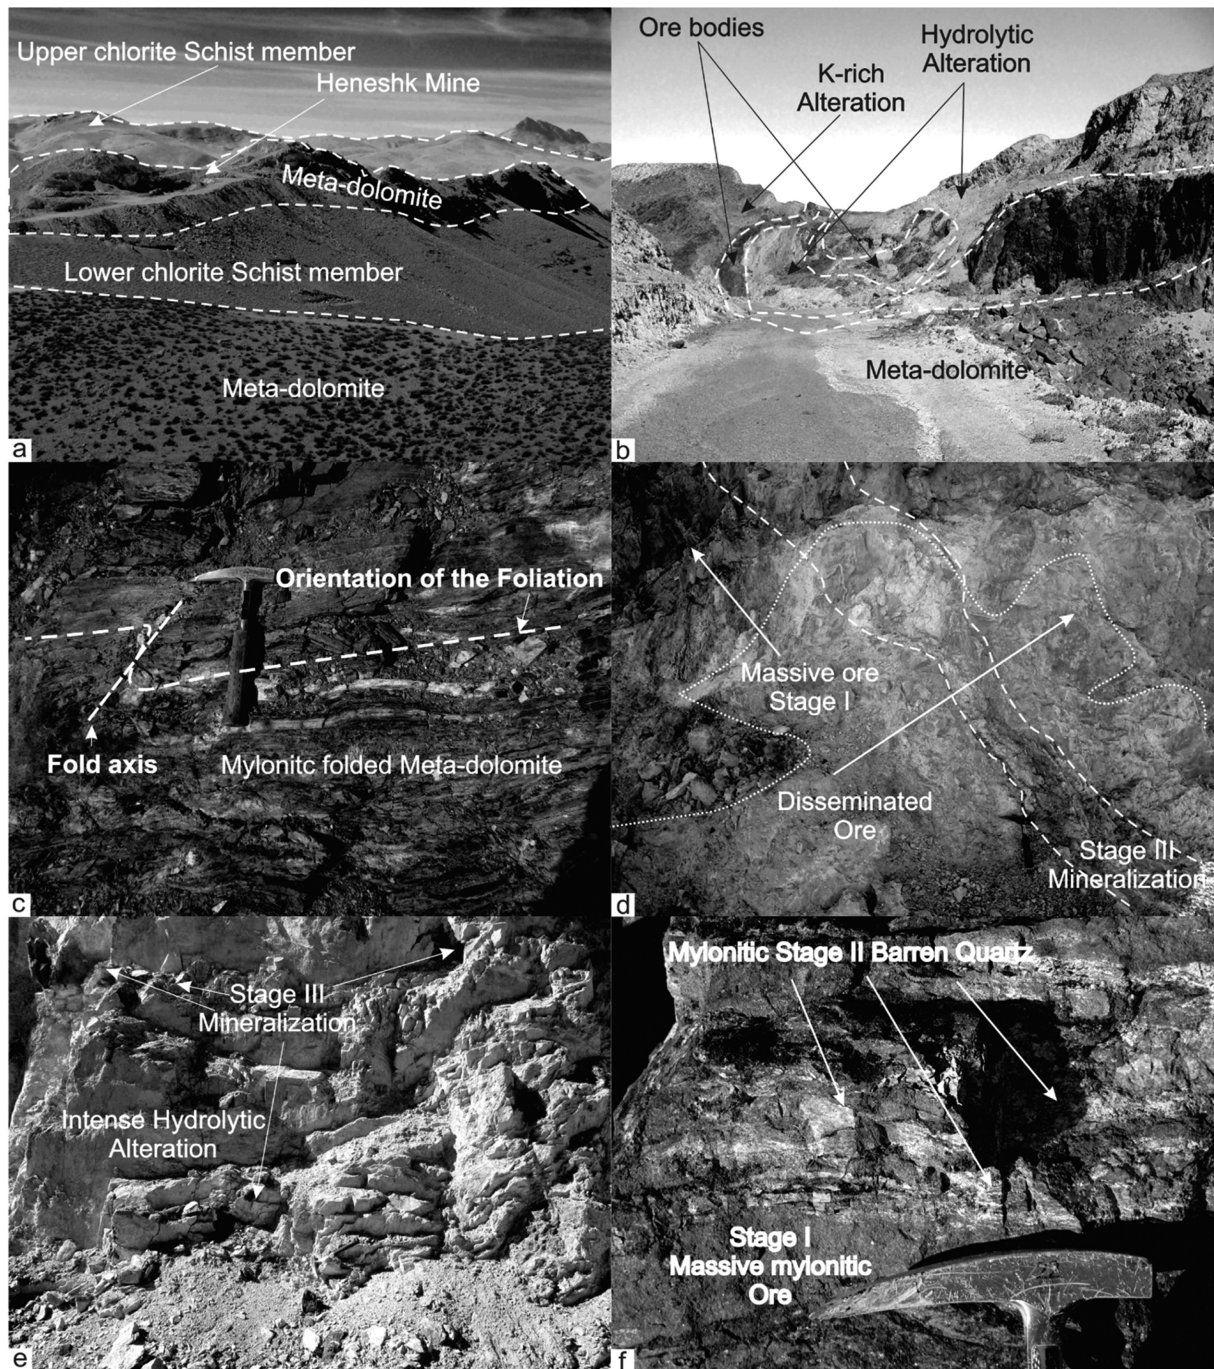 Upper chlorite Schist member
Heneshk Mine
Meta-dolomite
Lower chlorite Schist member
Meta-dolomite
a
Ore bodies
Hydrolytic
Alteration
K-rich
Alteration
Meta-dolomite
b
Orientation of the Foliation
Fold axis
Mylonitc folded Meta-dolomite
c
Massive ore
Stage I
Disseminated
Ore
Stage III
Mineralization
d
Stage III
Mineralization
Intense Hydrolytic
Alteration
e
Mylonitic Stage II Barren Quartz
Stage I
Massive mylonitic
Ore
f